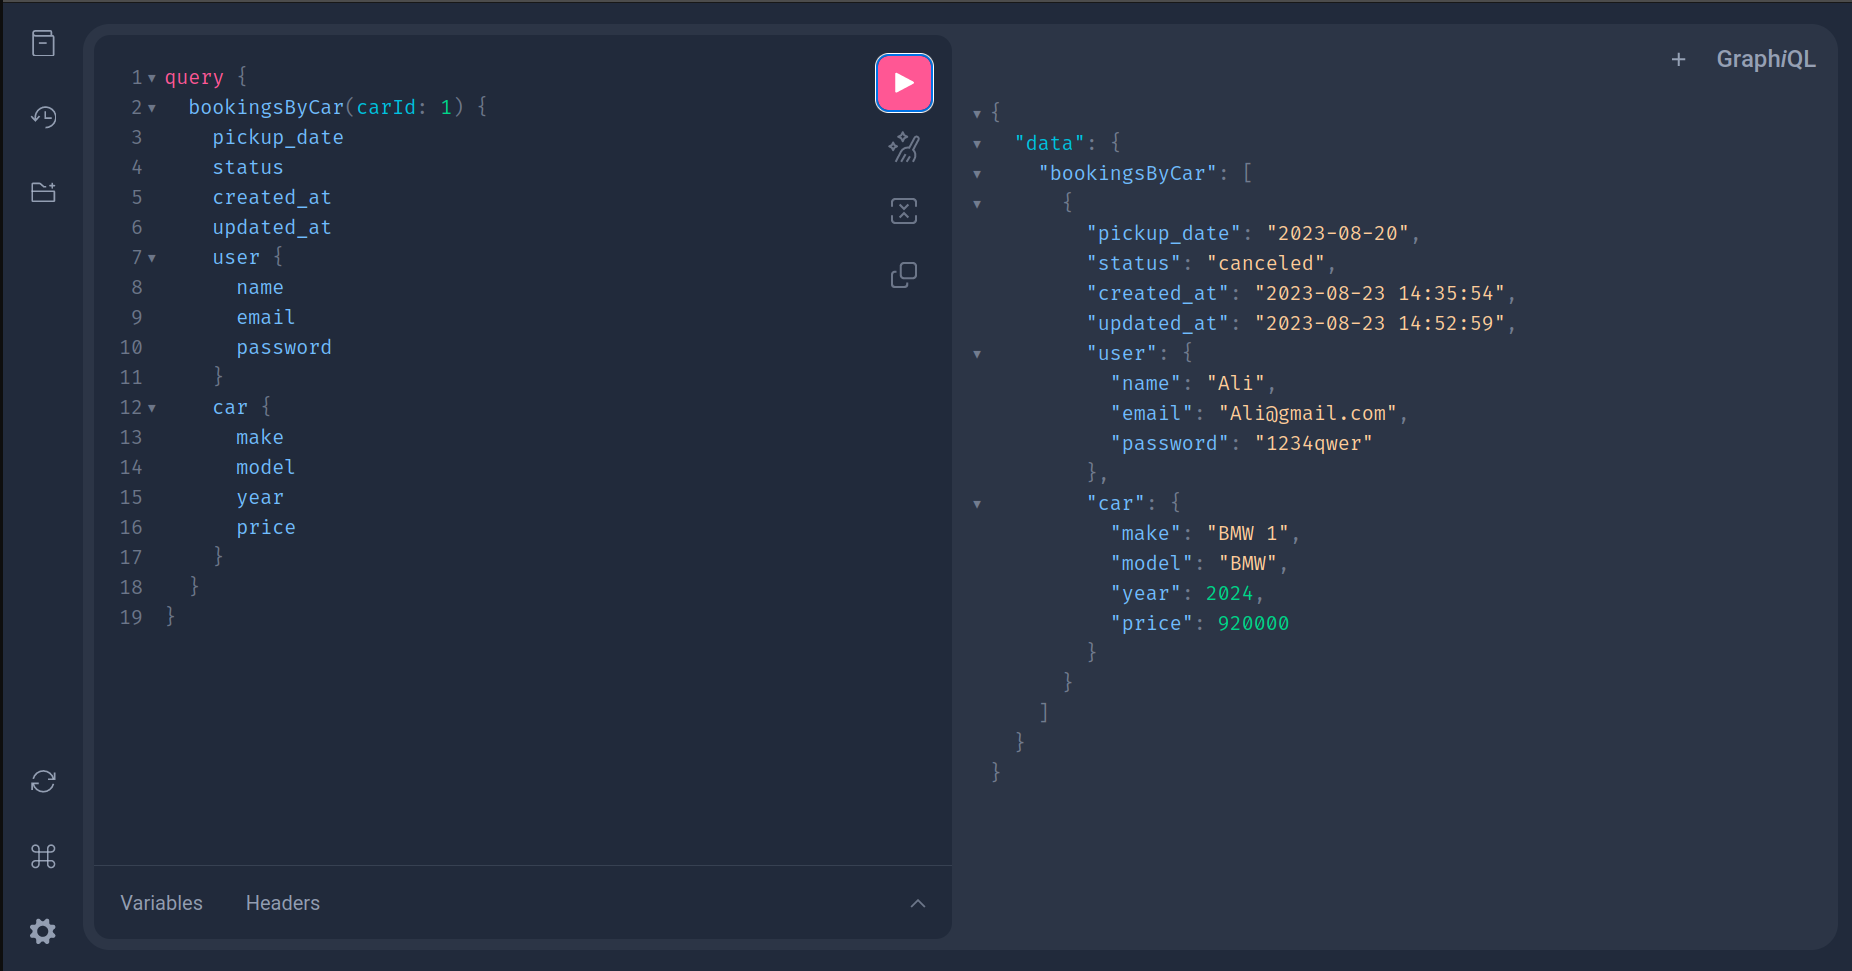 1 query {
2 bookingsByCar(carId: 1) {
3 pickup_date
4 status
5 created_at
6 updated_at
7 user {
8 name
9 email
10 password
11 }
12 car {
13 make
14 model
15 year
16 price
17 }
18 }
19 }
Variables Headers
+ GraphiQL
{
"data": {
"bookingsByCar": [
{
"pickup_date": "2023-08-20",
"status": "canceled",
"created_at": "2023-08-23 14:35:54",
"updated_at": "2023-08-23 14:52:59",
"user": {
"name": "Ali",
"email": "Ali@gmail.com",
"password": "1234qwer"
},
"car": {
"make": "BMW 1",
"model": "BMW",
"year": 2024,
"price": 920000
}
}
]
}
}